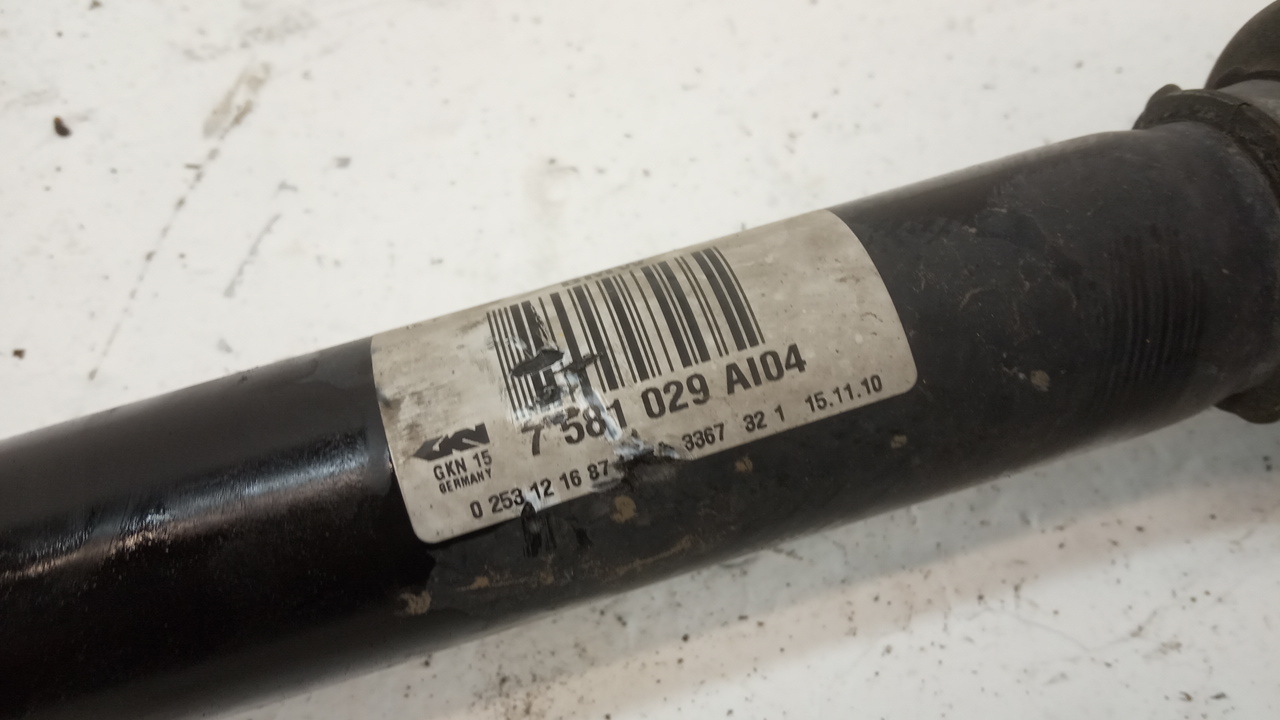 7 581 029 AI04
GKN
GKN 15
GERMANY
0 253 12 16 87 3367 32 1 15.11.10